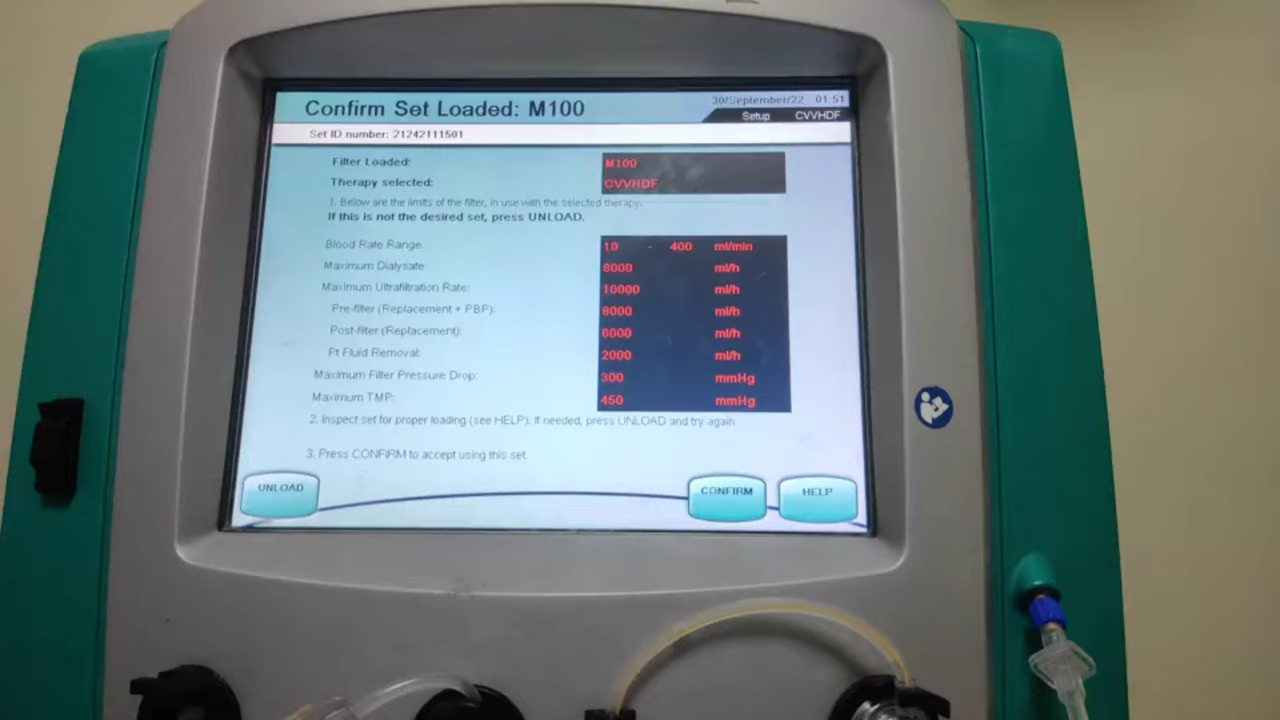 Confirm Set Loaded: M100
30/September/22 01:51
Setup CVVHDF
Set ID number: 21242111501
Filter Loaded: M100
Therapy selected: CVVHDF
1. Below are the limits of the filter, in use with the selected therapy.
If this is not the desired set, press UNLOAD.
Blood Rate Range: 10 - 400 ml/min
Maximum Dialysate: 8000 ml/h
Maximum Ultrafiltration Rate: 10000 ml/h
Pre-filter (Replacement + PBP): 8000 ml/h
Post-filter (Replacement): 6000 ml/h
Pt Fluid Removal: 2000 ml/h
Maximum Filter Pressure Drop: 300 mmHg
Maximum TMP: 450 mmHg
2. Inspect set for proper loading (see HELP). If needed, press UNLOAD and try again
3. Press CONFIRM to accept using this set.
UNLOAD CONFIRM HELP